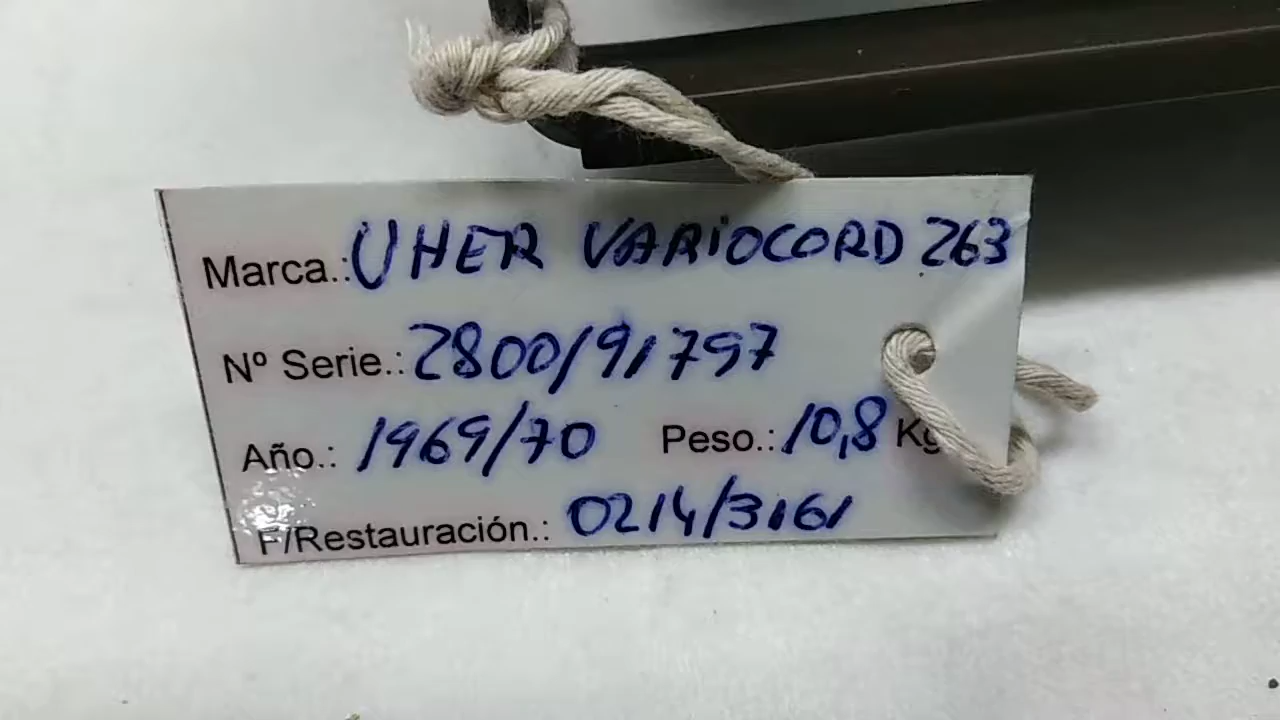 Marca.: UHER VARIOCORD 263
Nº Serie.: 2800/91797
Año.: 1969/70 Peso.: 10,8 Kg
F/Restauración.: 0214/3161